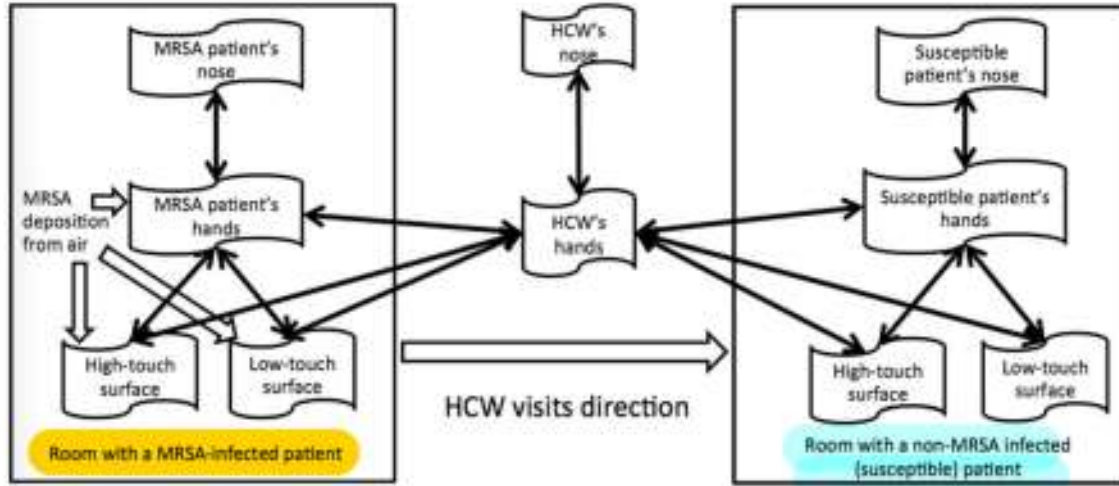 MRSA patient's
nose
HCW's
nose
Susceptible
patient's nose
MRSA
deposition
from air
MRSA patient's
hands
HCW's
hands
Susceptible patient's
hands
High-touch
surface
Low-touch
surface
HCW visits direction
High-touch
surface
Low-touch
surface
Room with a MRSA-infected patient
Room with a non-MRSA infected
(susceptible) patient